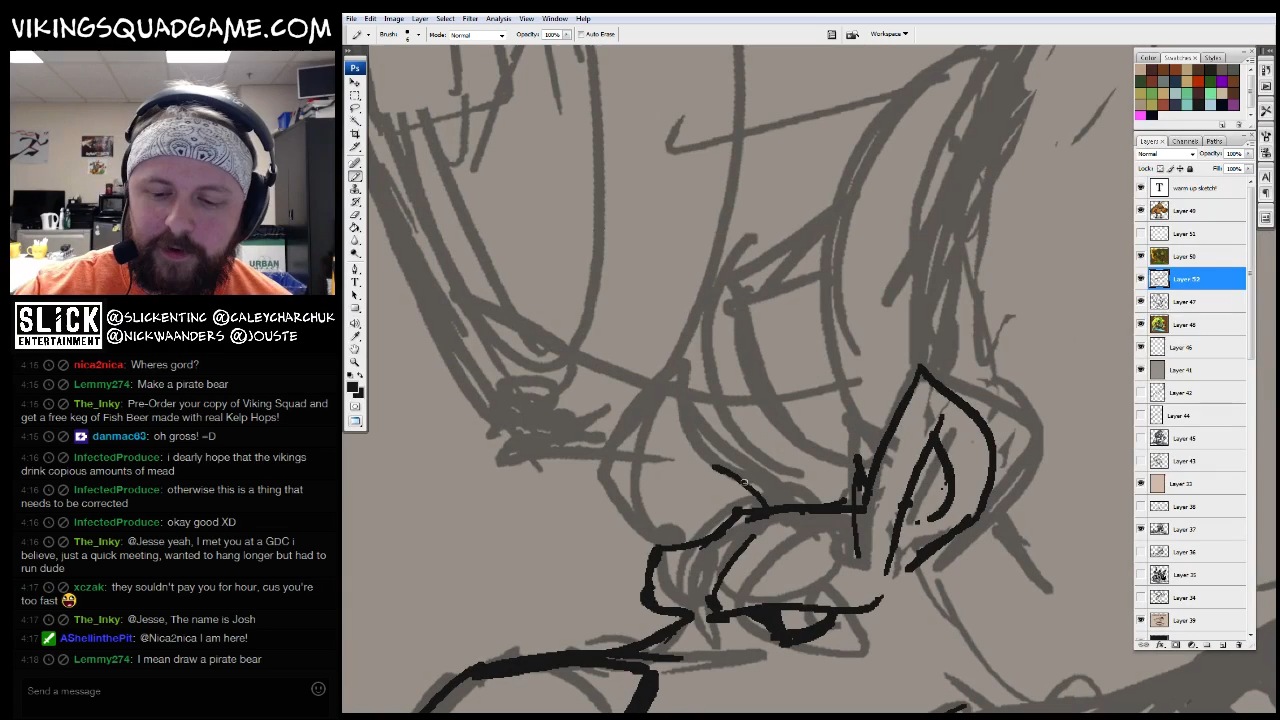 VIKINGSQUADGAME.COM
URBAN
SLICK
ENTERTAINMENT
@SLICKENTINC @CALEYCHARCHUK
@NICKWAANDERS @JOUSTE
4:15 nica2nica: Wheres gord?
4:15 Lemmy274: Make a pirate bear
4:15 The_Inky: Pre-Order your copy of Viking Squad and
get a free keg of Fish Beer made with real Kelp Hops!
4:15 danmac63: oh gross! =D
4:15 InfectedProduce: i dearly hope that the vikings
drink copious amounts of mead
4:16 InfectedProduce: otherwise this is a thing that
needs to be corrected
4:16 InfectedProduce: okay good XD
4:16 The_Inky: @Jesse yeah, I met you at a GDC i
believe, just a quick meeting, wanted to hang longer but had to
run dude
4:17 xczak: they souldn't pay you for hour, cus you're
too fast
4:17 The_Inky: @Jesse, The name is Josh
4:17 AShellinthePit: @Nica2nica I am here!
4:18 Lemmy274: I mean draw a pirate bear
Send a message
File Edit Image Layer Select Filter Analysis View Window Help
Brush: 6 Mode: Normal Opacity: 100% Auto Erase Workspace
Ps
Color Swatches Styles
Layers Channels Paths
Normal Opacity: 100%
Lock: Fill: 100%
T warm up sketch!
Layer 49
Layer 51
Layer 50
Layer 52
Layer 47
Layer 48
Layer 46
Layer 41
Layer 42
Layer 44
Layer 45
Layer 43
Layer 33
Layer 38
Layer 37
Layer 36
Layer 35
Layer 34
Layer 39